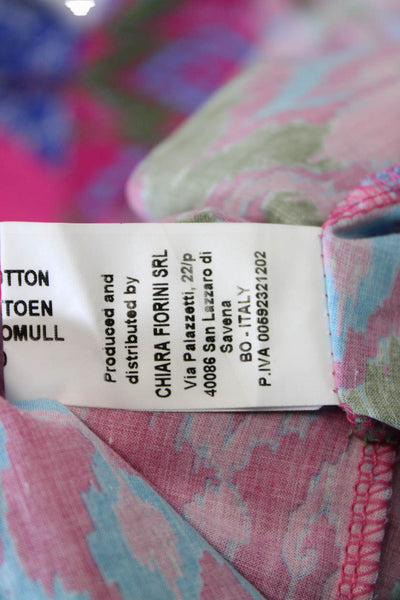 OTTON
TOEN
OMULL
Produced and
distributed by
CHIARA FIORINI SRL
Via Palazzetti, 22/p
40086 San Lazzaro di
Savena
BO - ITALY
P.IVA 00592321202